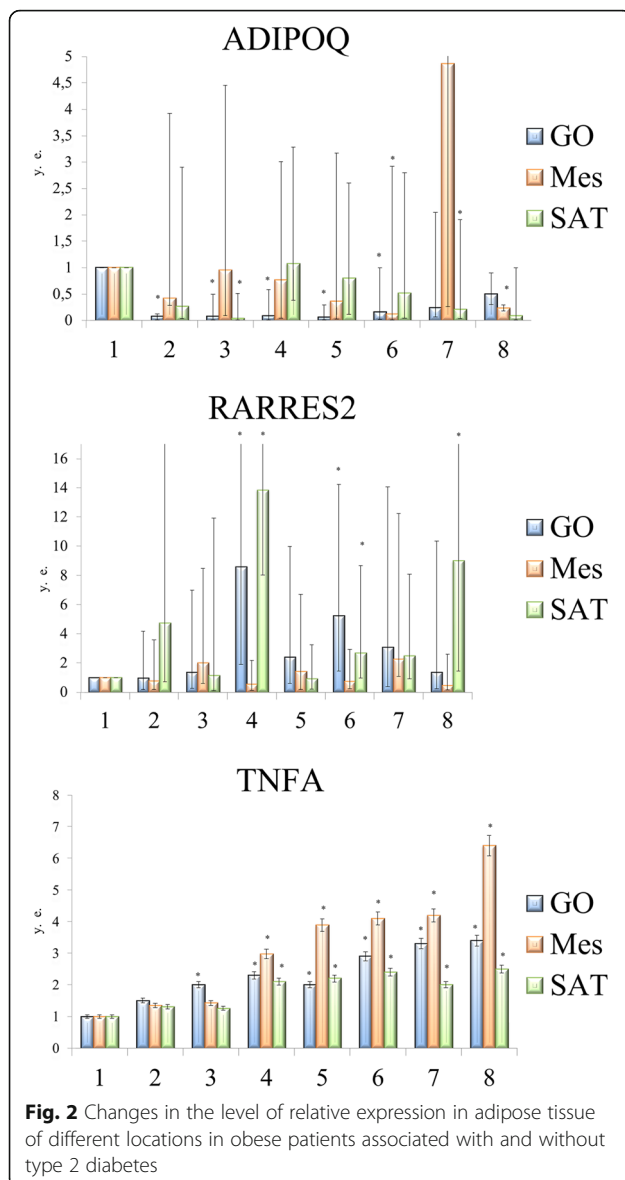 ADIPOQ
5
4,5
4
3,5
3
2,5
2
1,5
1
0,5
0
y. e.
* * * * * * * * *
1 2 3 4 5 6 7 8
GO
Mes
SAT
RARRES2
16
14
12
10
8
6
4
2
0
y. e.
* * * * *
1 2 3 4 5 6 7 8
GO
Mes
SAT
TNFA
8
7
6
5
4
3
2
1
0
y. e.
* * * * * * * * * * * * * * * *
1 2 3 4 5 6 7 8
GO
Mes
SAT
Fig. 2 Changes in the level of relative expression in adipose tissue
of different locations in obese patients associated with and without
type 2 diabetes